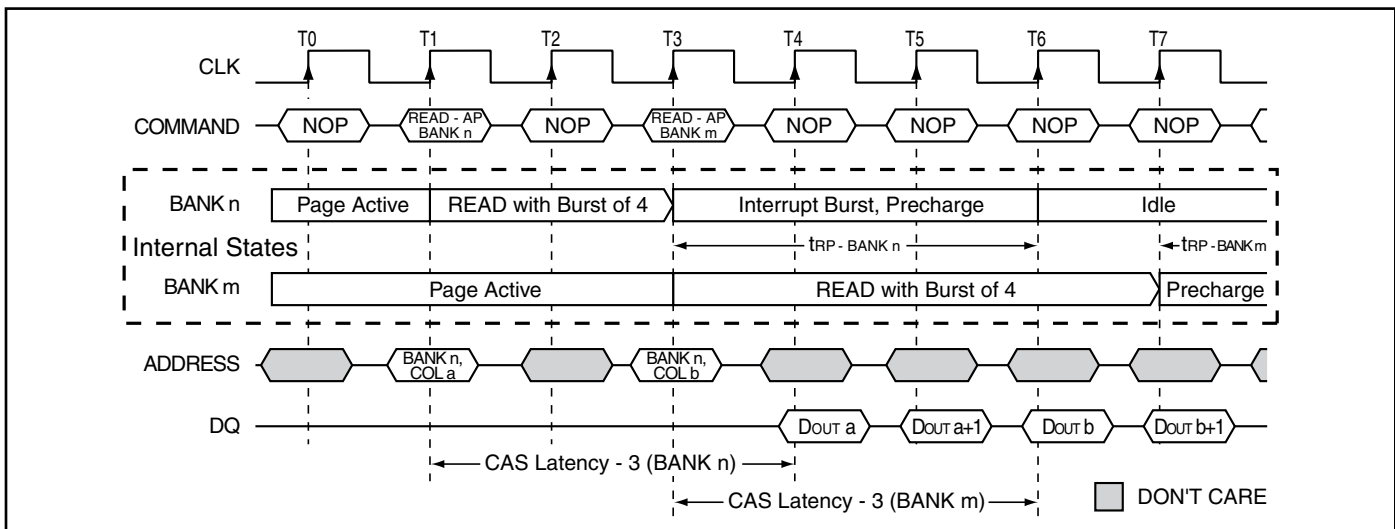 T0 T1 T2 T3 T4 T5 T6 T7
CLK
COMMAND NOP READ - AP BANK n NOP READ - AP BANK m NOP NOP NOP NOP
BANK n Page Active READ with Burst of 4 Interrupt Burst, Precharge Idle
Internal States tRP - BANK n tRP - BANK m
BANK m Page Active READ with Burst of 4 Precharge
ADDRESS BANK n, COL a BANK n, COL b
DQ DOUT a DOUT a+1 DOUT b DOUT b+1
CAS Latency - 3 (BANK n)
CAS Latency - 3 (BANK m) DON'T CARE